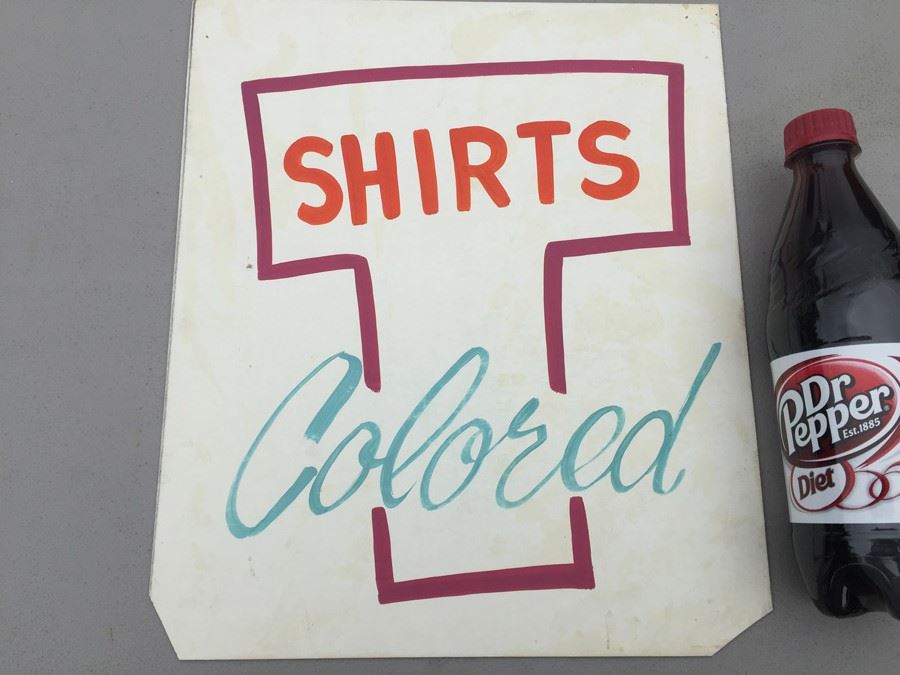 T
SHIRTS
Colored
Dr
Pepper
Est. 1885
Diet